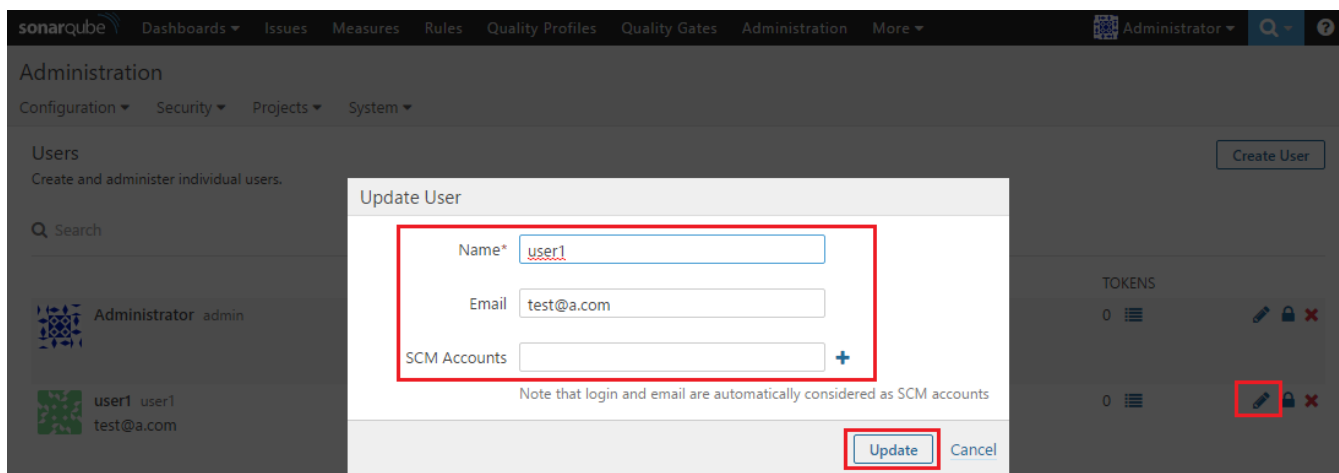 sonarqube Dashboards Issues Measures Rules Quality Profiles Quality Gates Administration More Administrator
Administration
Configuration Security Projects System
Users
Create User
Create and administer individual users.
Update User
Search
Name* user1
TOKENS
Email test@a.com
Administrator admin
0
SCM Accounts
Note that login and email are automatically considered as SCM accounts
user1 user1
0
test@a.com
Update Cancel